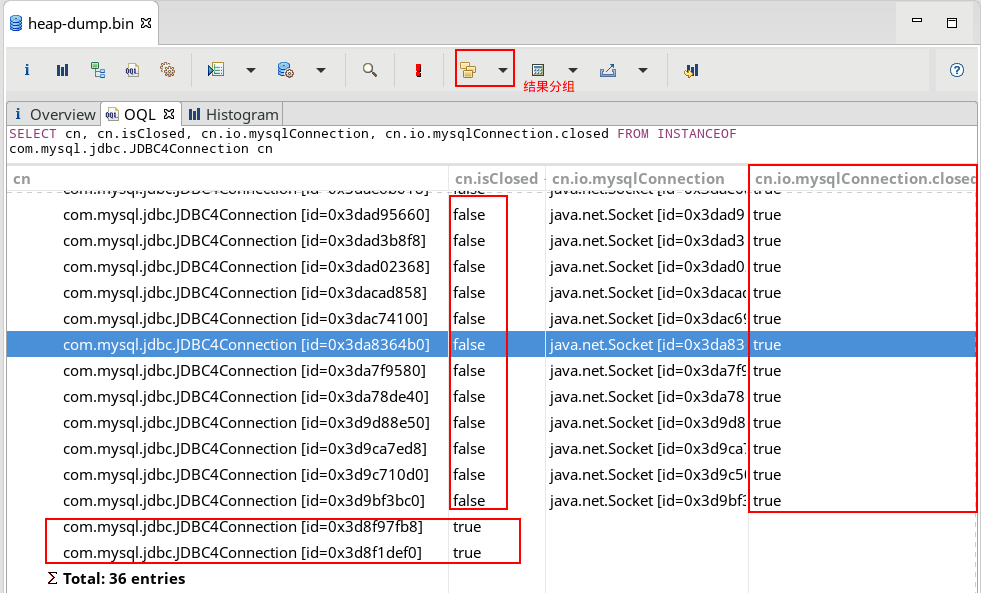 heap-dump.bin
OQL
结果分组
Overview OQL Histogram
SELECT cn, cn.isClosed, cn.io.mysqlConnection, cn.io.mysqlConnection.closed FROM INSTANCEOF
com.mysql.jdbc.JDBC4Connection cn
cn cn.isClosed cn.io.mysqlConnection cn.io.mysqlConnection.closed
com.mysql.jdbc.JDBC4Connection [id=0x3dad95660] false java.net.Socket [id=0x3dad9 true
com.mysql.jdbc.JDBC4Connection [id=0x3dad3b8f8] false java.net.Socket [id=0x3dad3 true
com.mysql.jdbc.JDBC4Connection [id=0x3dad02368] false java.net.Socket [id=0x3dad0 true
com.mysql.jdbc.JDBC4Connection [id=0x3dacad858] false java.net.Socket [id=0x3dacad true
com.mysql.jdbc.JDBC4Connection [id=0x3dac74100] false java.net.Socket [id=0x3dac69 true
com.mysql.jdbc.JDBC4Connection [id=0x3da8364b0] false java.net.Socket [id=0x3da83 true
com.mysql.jdbc.JDBC4Connection [id=0x3da7f9580] false java.net.Socket [id=0x3da7f9 true
com.mysql.jdbc.JDBC4Connection [id=0x3da78de40] false java.net.Socket [id=0x3da78 true
com.mysql.jdbc.JDBC4Connection [id=0x3d9d88e50] false java.net.Socket [id=0x3d9d8 true
com.mysql.jdbc.JDBC4Connection [id=0x3d9ca7ed8] false java.net.Socket [id=0x3d9ca true
com.mysql.jdbc.JDBC4Connection [id=0x3d9c710d0] false java.net.Socket [id=0x3d9c5 true
com.mysql.jdbc.JDBC4Connection [id=0x3d9bf3bc0] false java.net.Socket [id=0x3d9bf3 true
com.mysql.jdbc.JDBC4Connection [id=0x3d8f97fb8] true
com.mysql.jdbc.JDBC4Connection [id=0x3d8f1def0] true
Σ Total: 36 entries